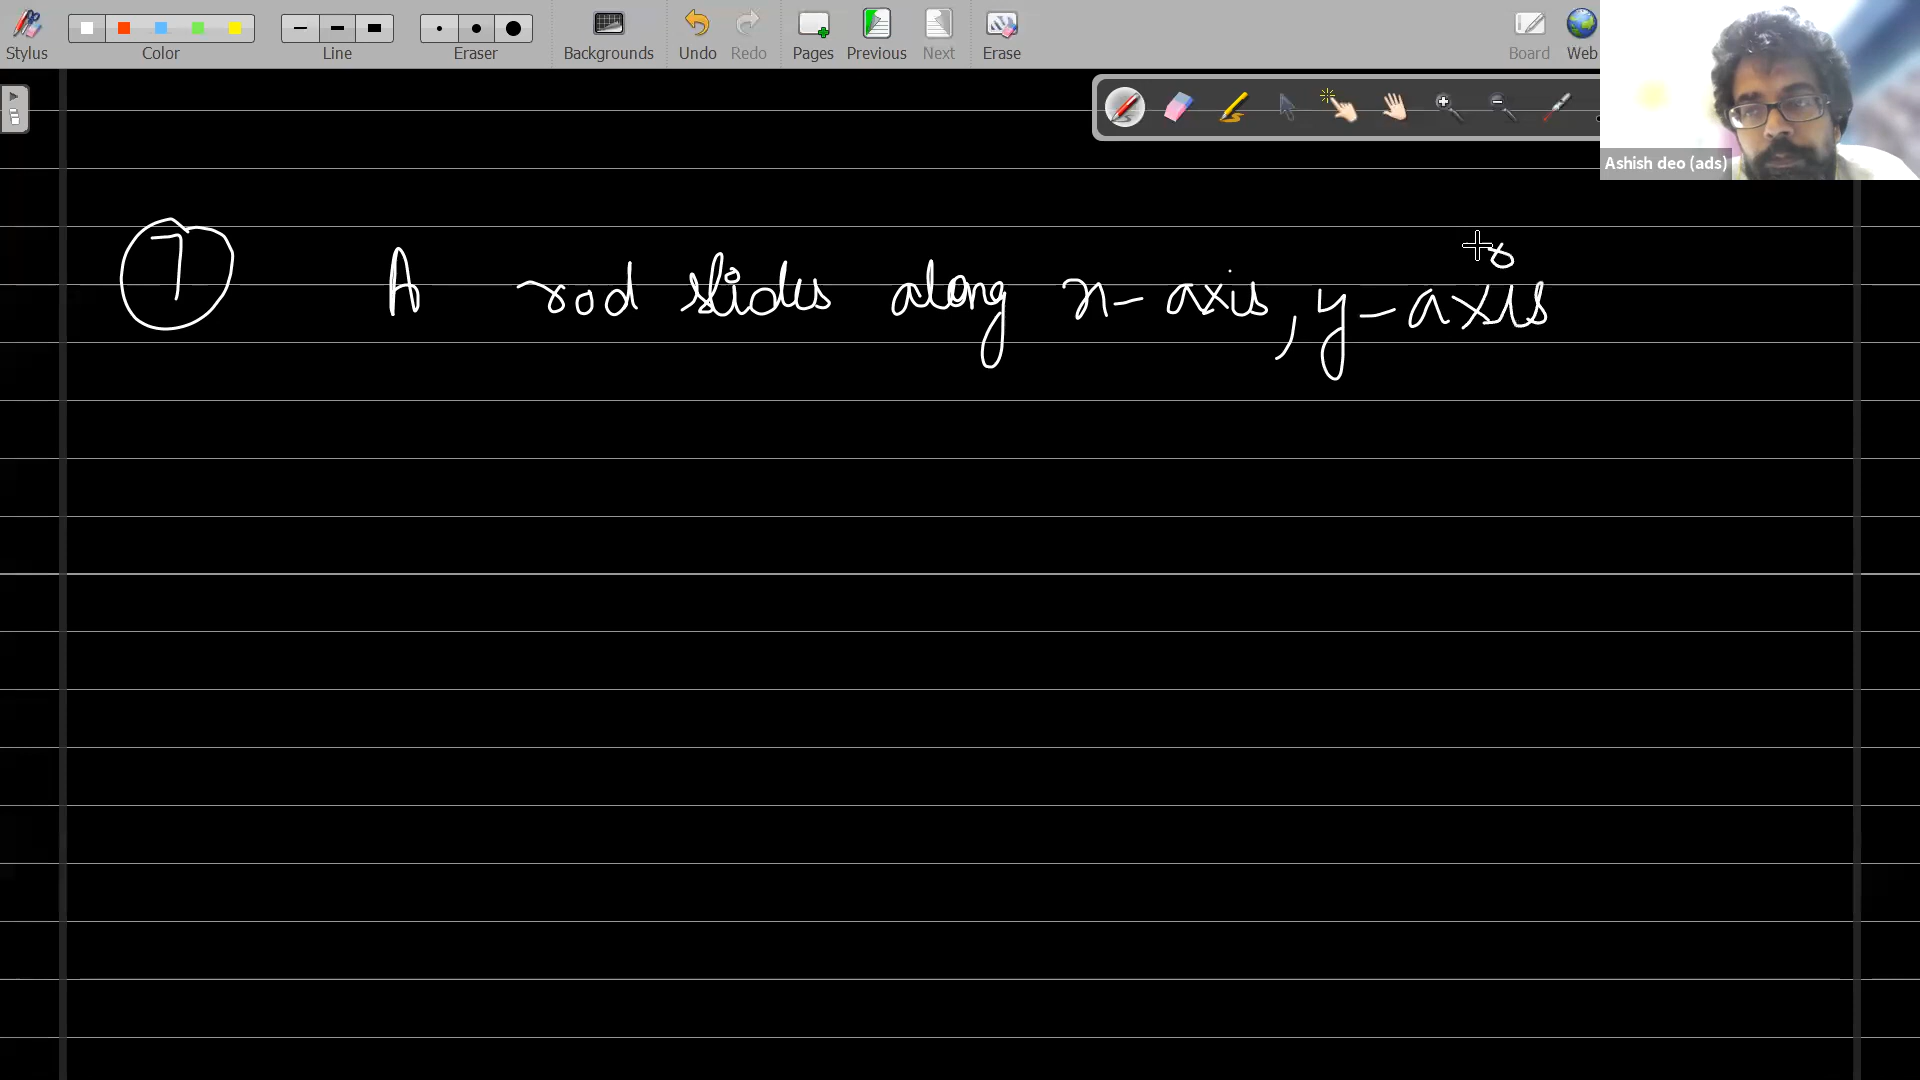 Stylus Color Line Eraser Backgrounds Undo Redo Pages Previous Next Erase Board Web
Ashish deo (ads)
7 A rod slides along x-axis, y-axis